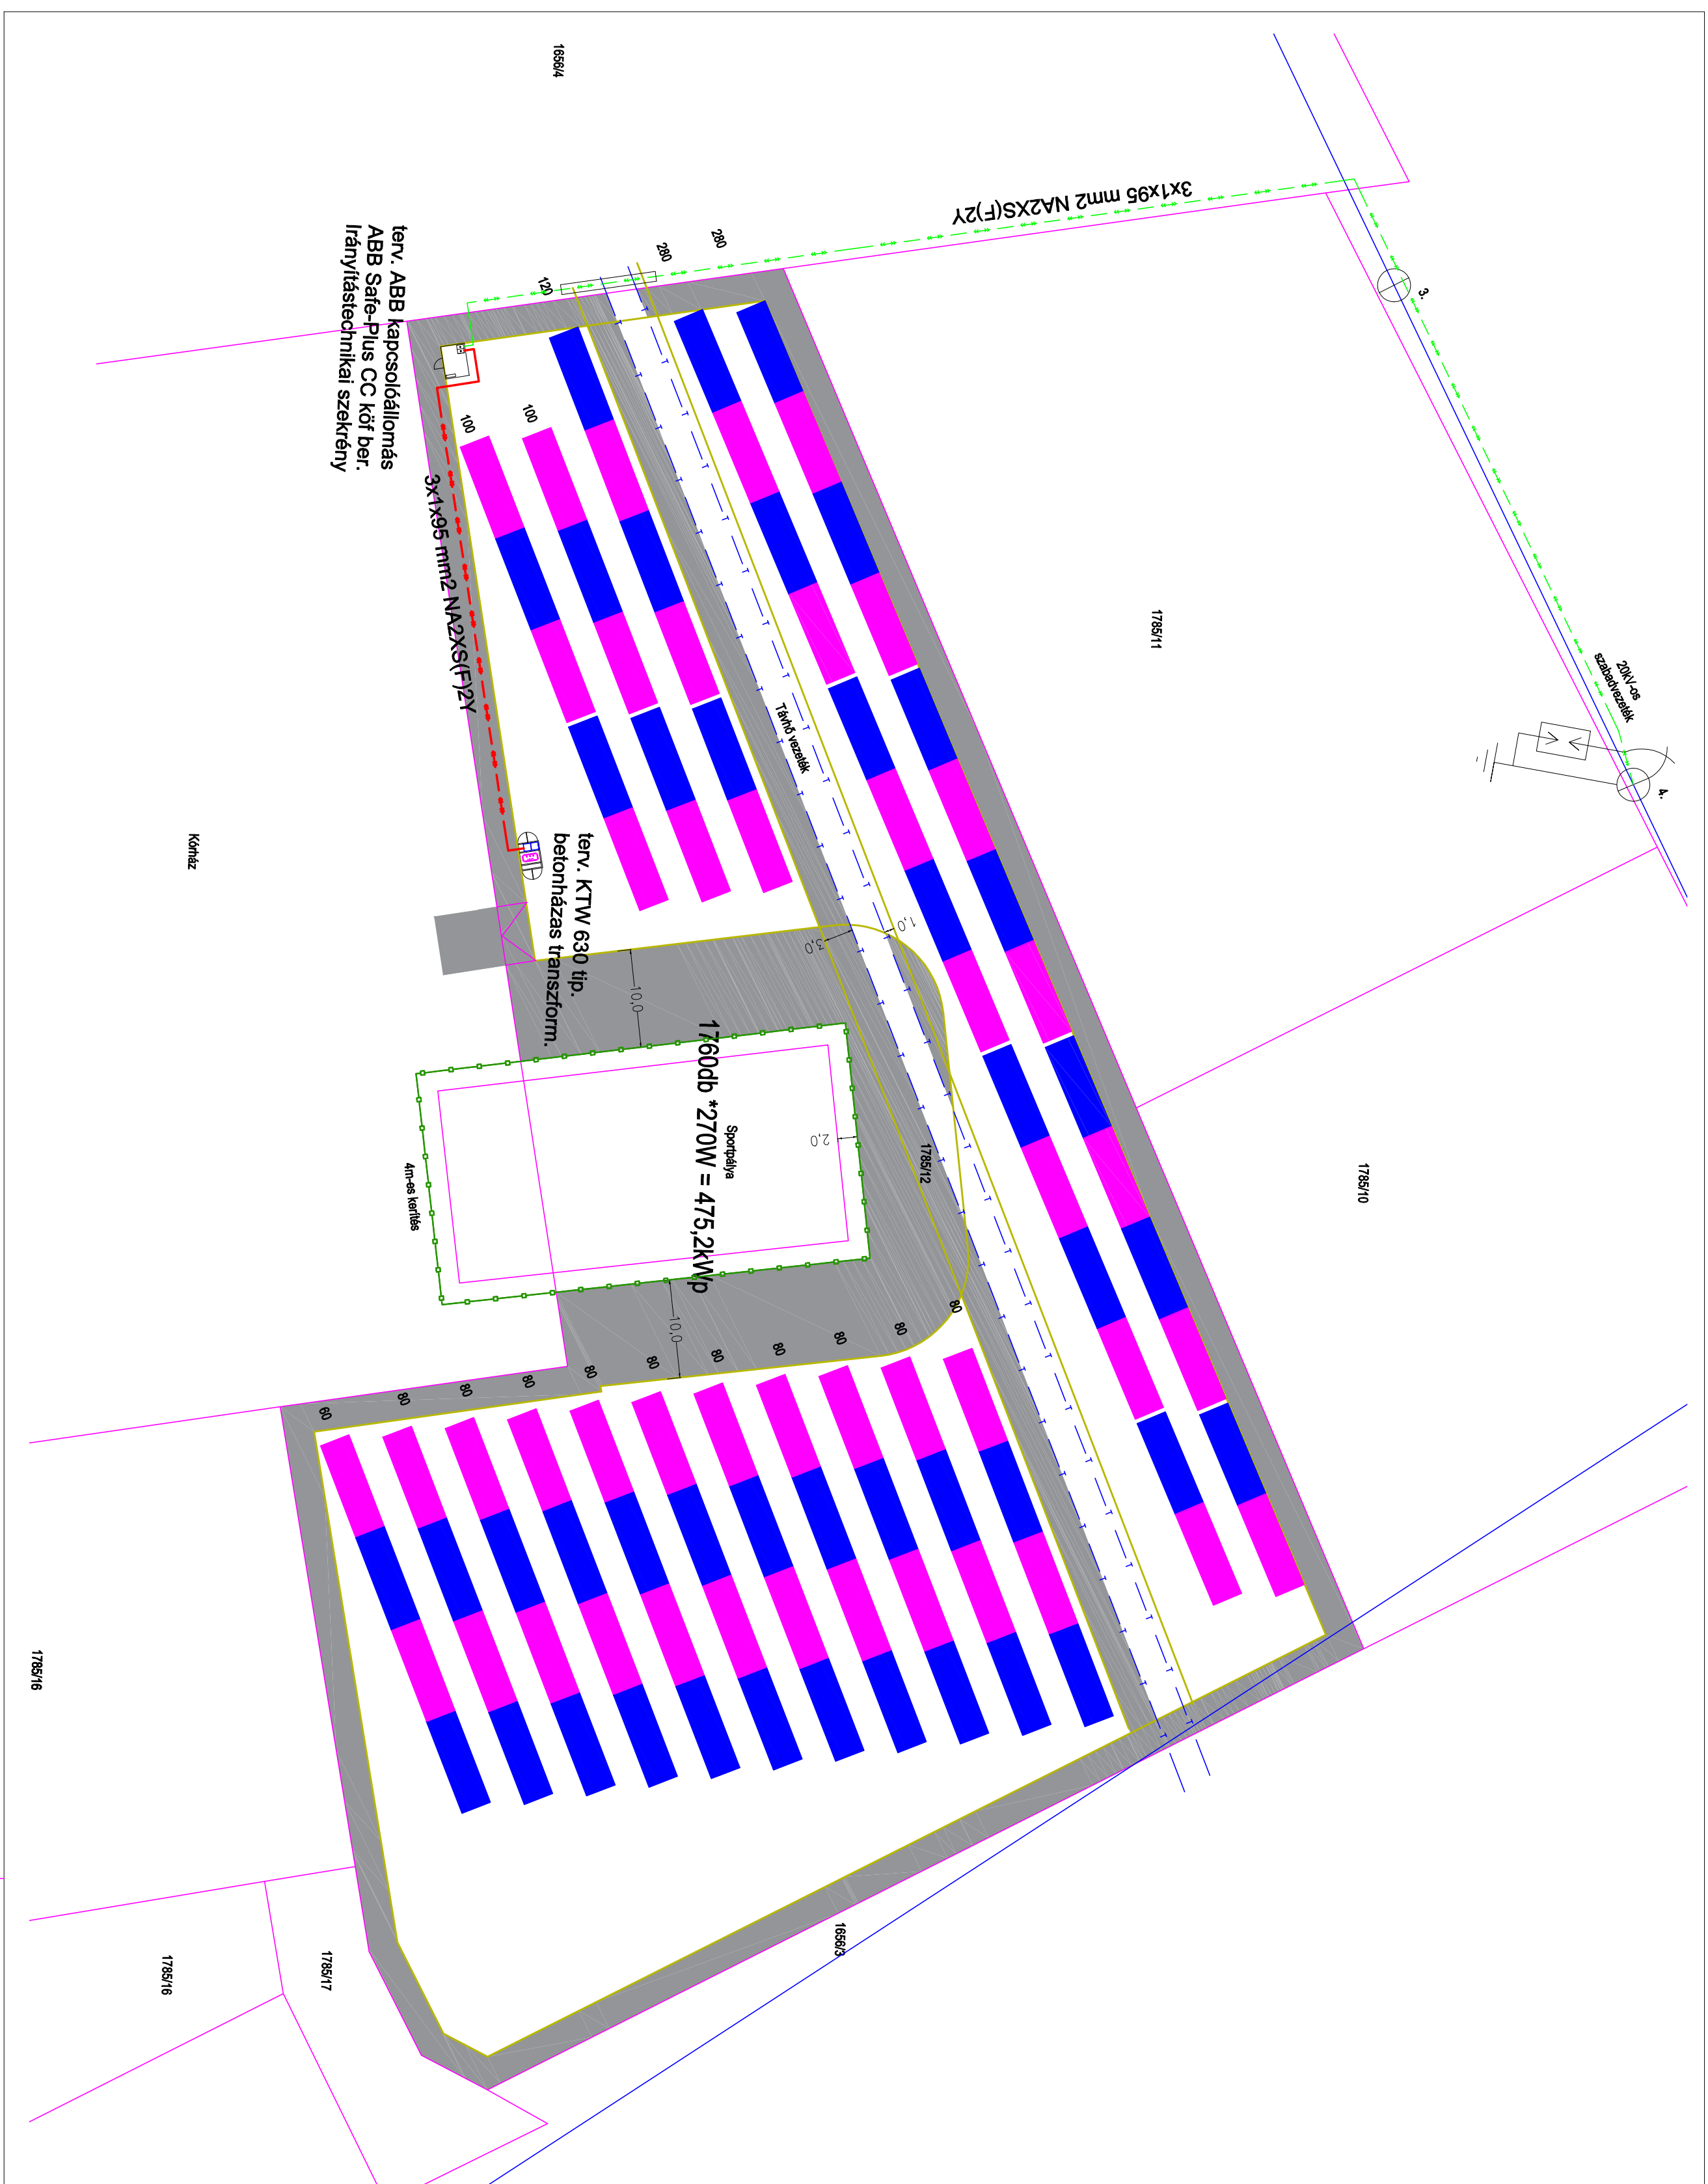 1656/4
3x1x95 mm2 NA2XS(F)2Y
3.
280
280
120
terv. ABB kapcsolóállomás
ABB Safe-Plus CC köf ber.
Irányítástechnikai szekrény
100
100
3x1x95 mm2 NA2XS(F)2Y
1785/11
20kV-os
szabadvezeték
4.
Távhő vezeték
Kórház
terv. KTW 630 tip.
betonházas transzform.
1,0
3,0
10,0
1760db *270W = 475,2kWp
Sportpálya
2,0
1785/12
1785/10
4m-es kerítés
10,0
80
80
80
80
80
80
80
80
80
80
60
1785/16
1656/3
1785/17
1785/16